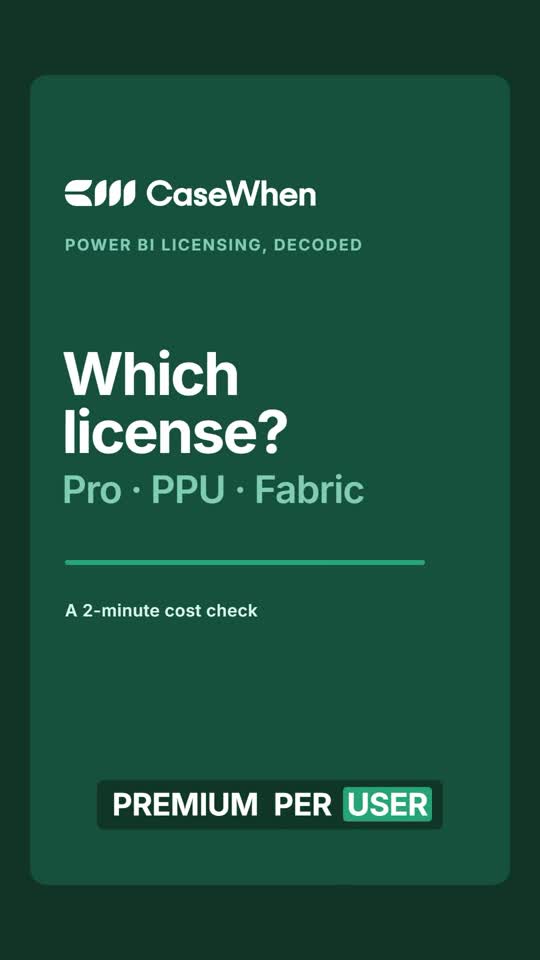 CaseWhen
POWER BI LICENSING, DECODED
Which
license?
Pro · PPU · Fabric
A 2-minute cost check
PREMIUM PER USER